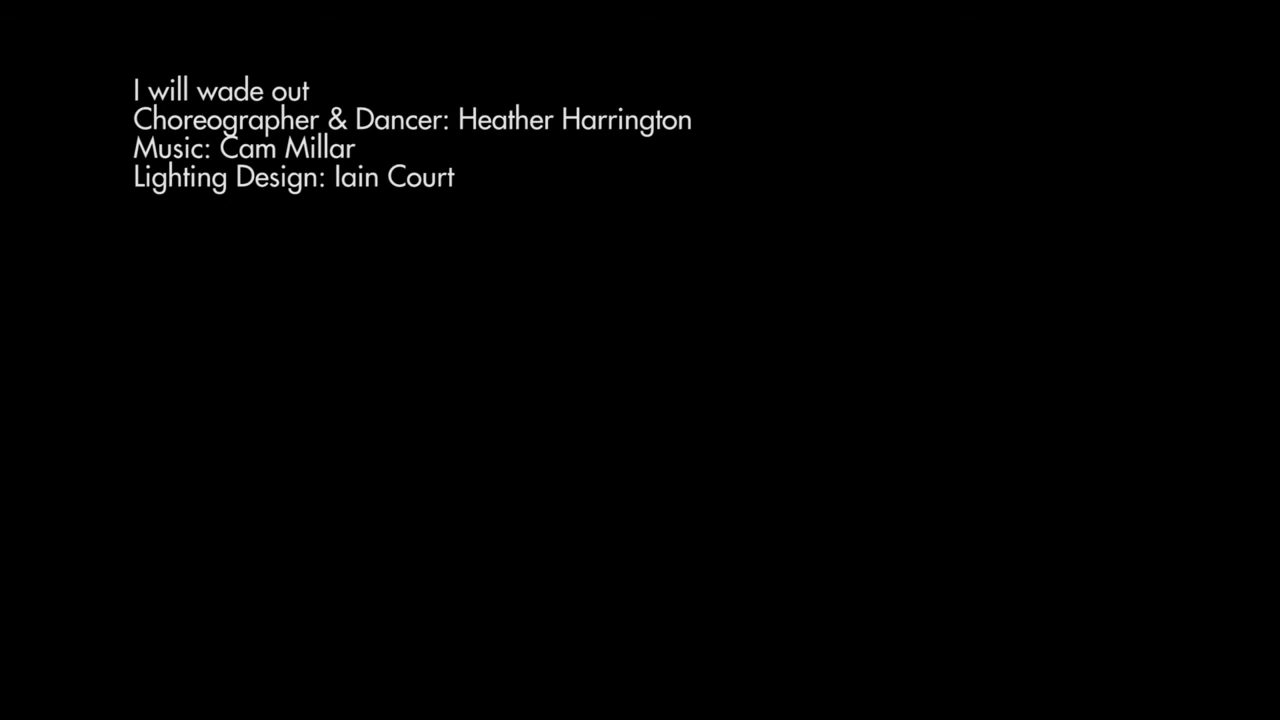 I will wade out
Choreographer & Dancer: Heather Harrington
Music: Cam Millar
Lighting Design: Iain Court